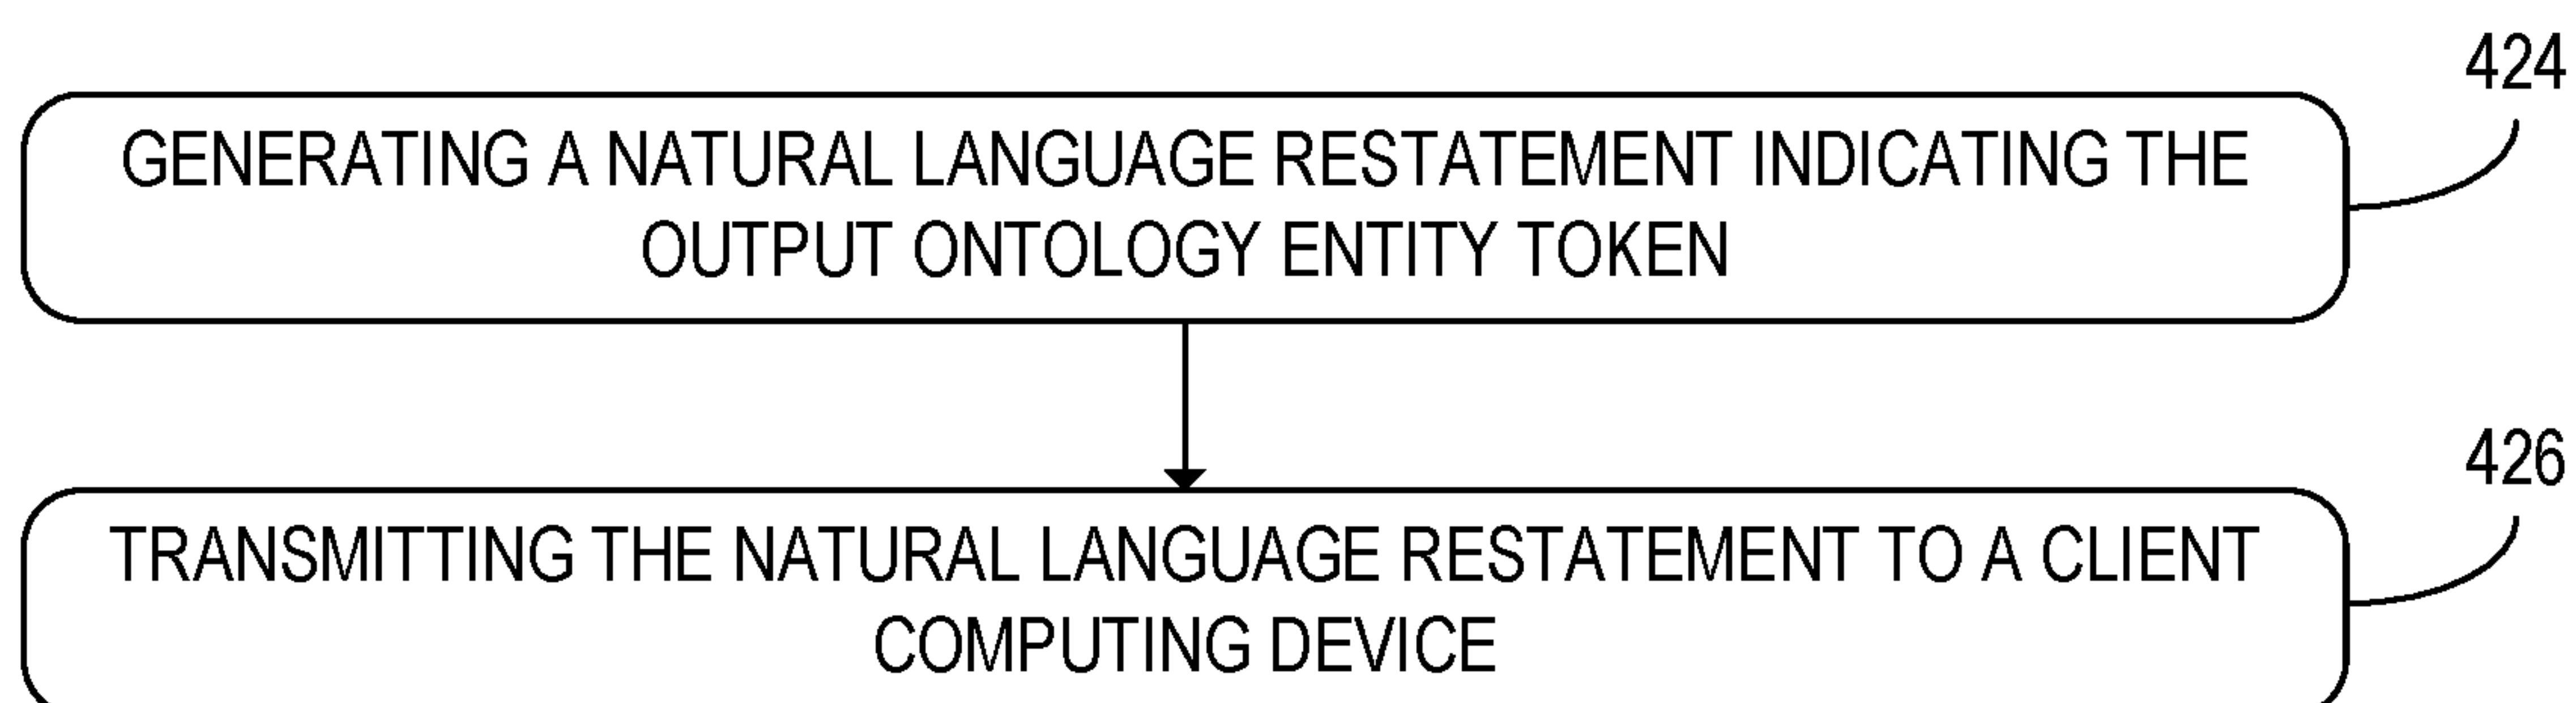 424
GENERATING A NATURAL LANGUAGE RESTATEMENT INDICATING THE
OUTPUT ONTOLOGY ENTITY TOKEN
426
TRANSMITTING THE NATURAL LANGUAGE RESTATEMENT TO A CLIENT
COMPUTING DEVICE